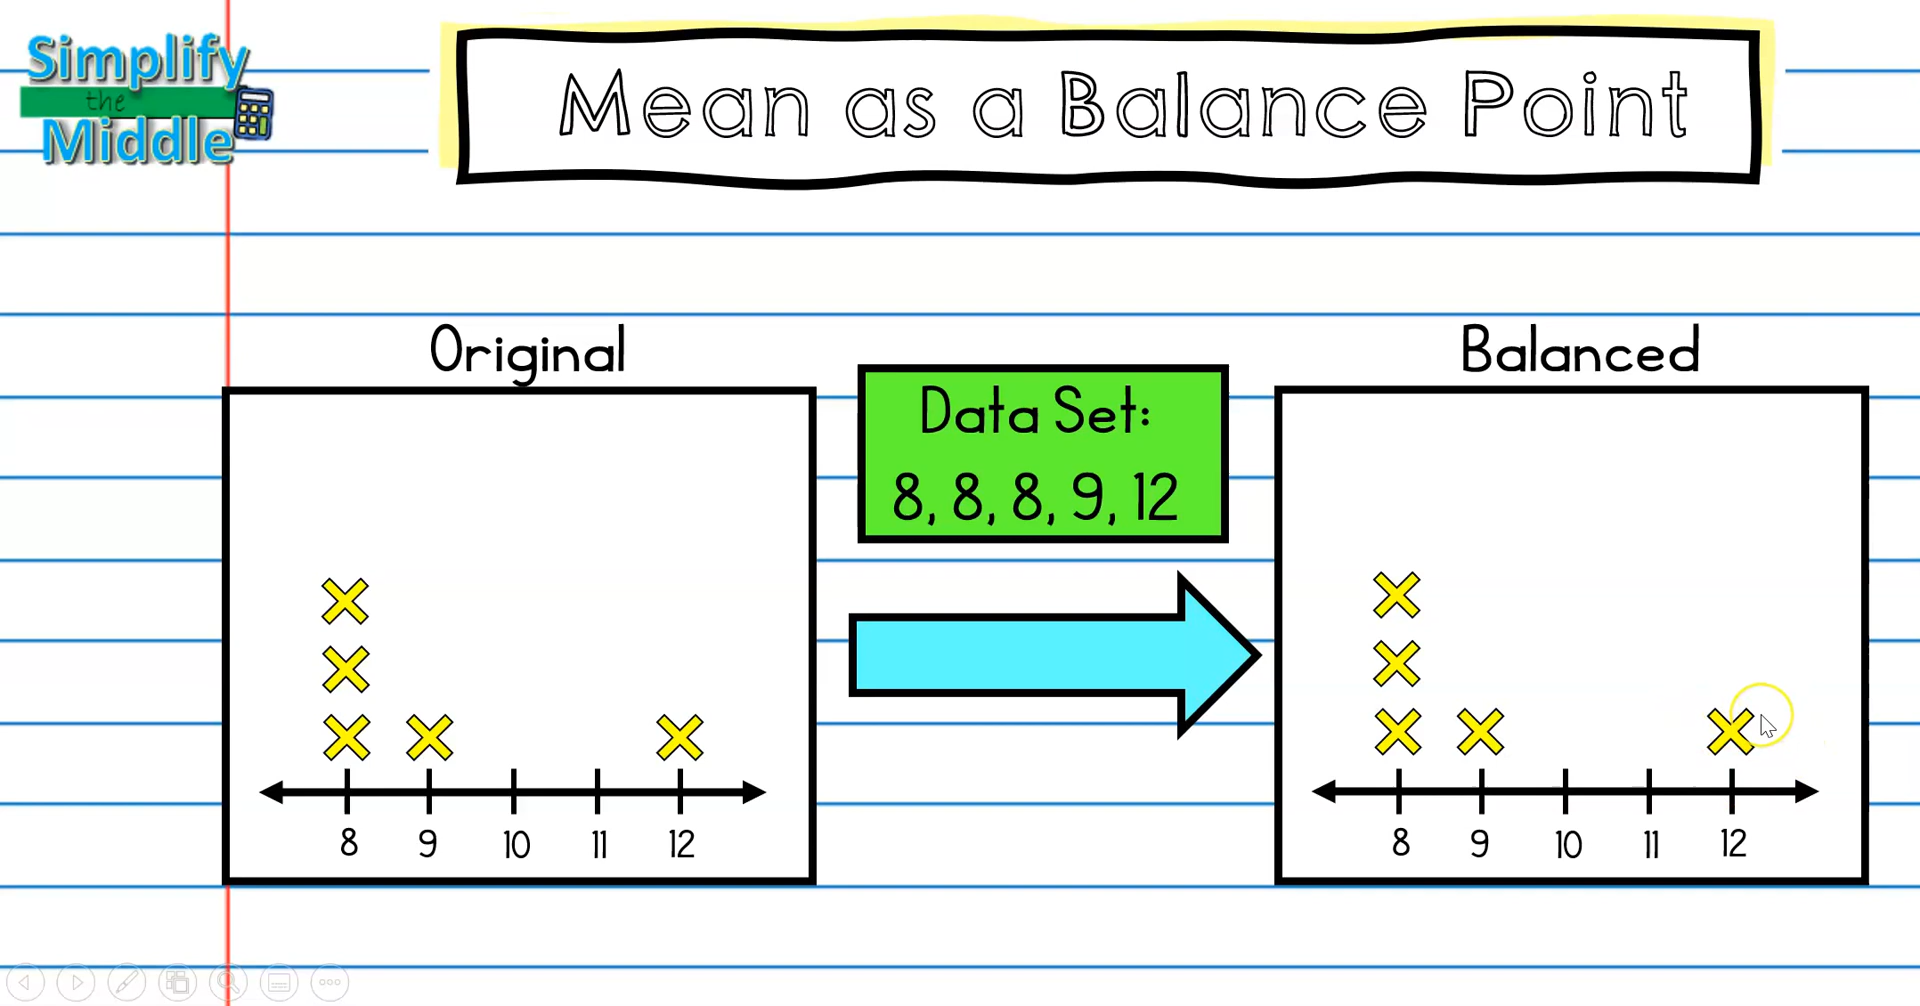 Simplify
the
Middle
Mean as a Balance Point
Original
Data Set:
8, 8, 8, 9, 12
Balanced
8 9 10 11 12
8 9 10 11 12